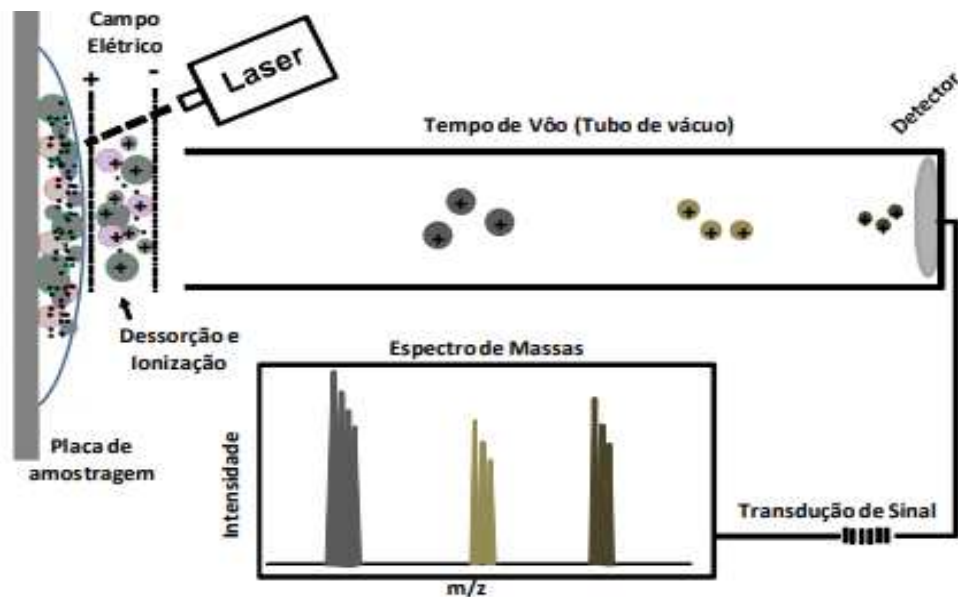 Campo
Elétrico
+
-
Laser
Tempo de Vôo (Tubo de vácuo)
Detector
Dessorção e
Ionização
Placa de
amostragem
Espectro de Massas
Intensidade
m/z
Transdução de Sinal